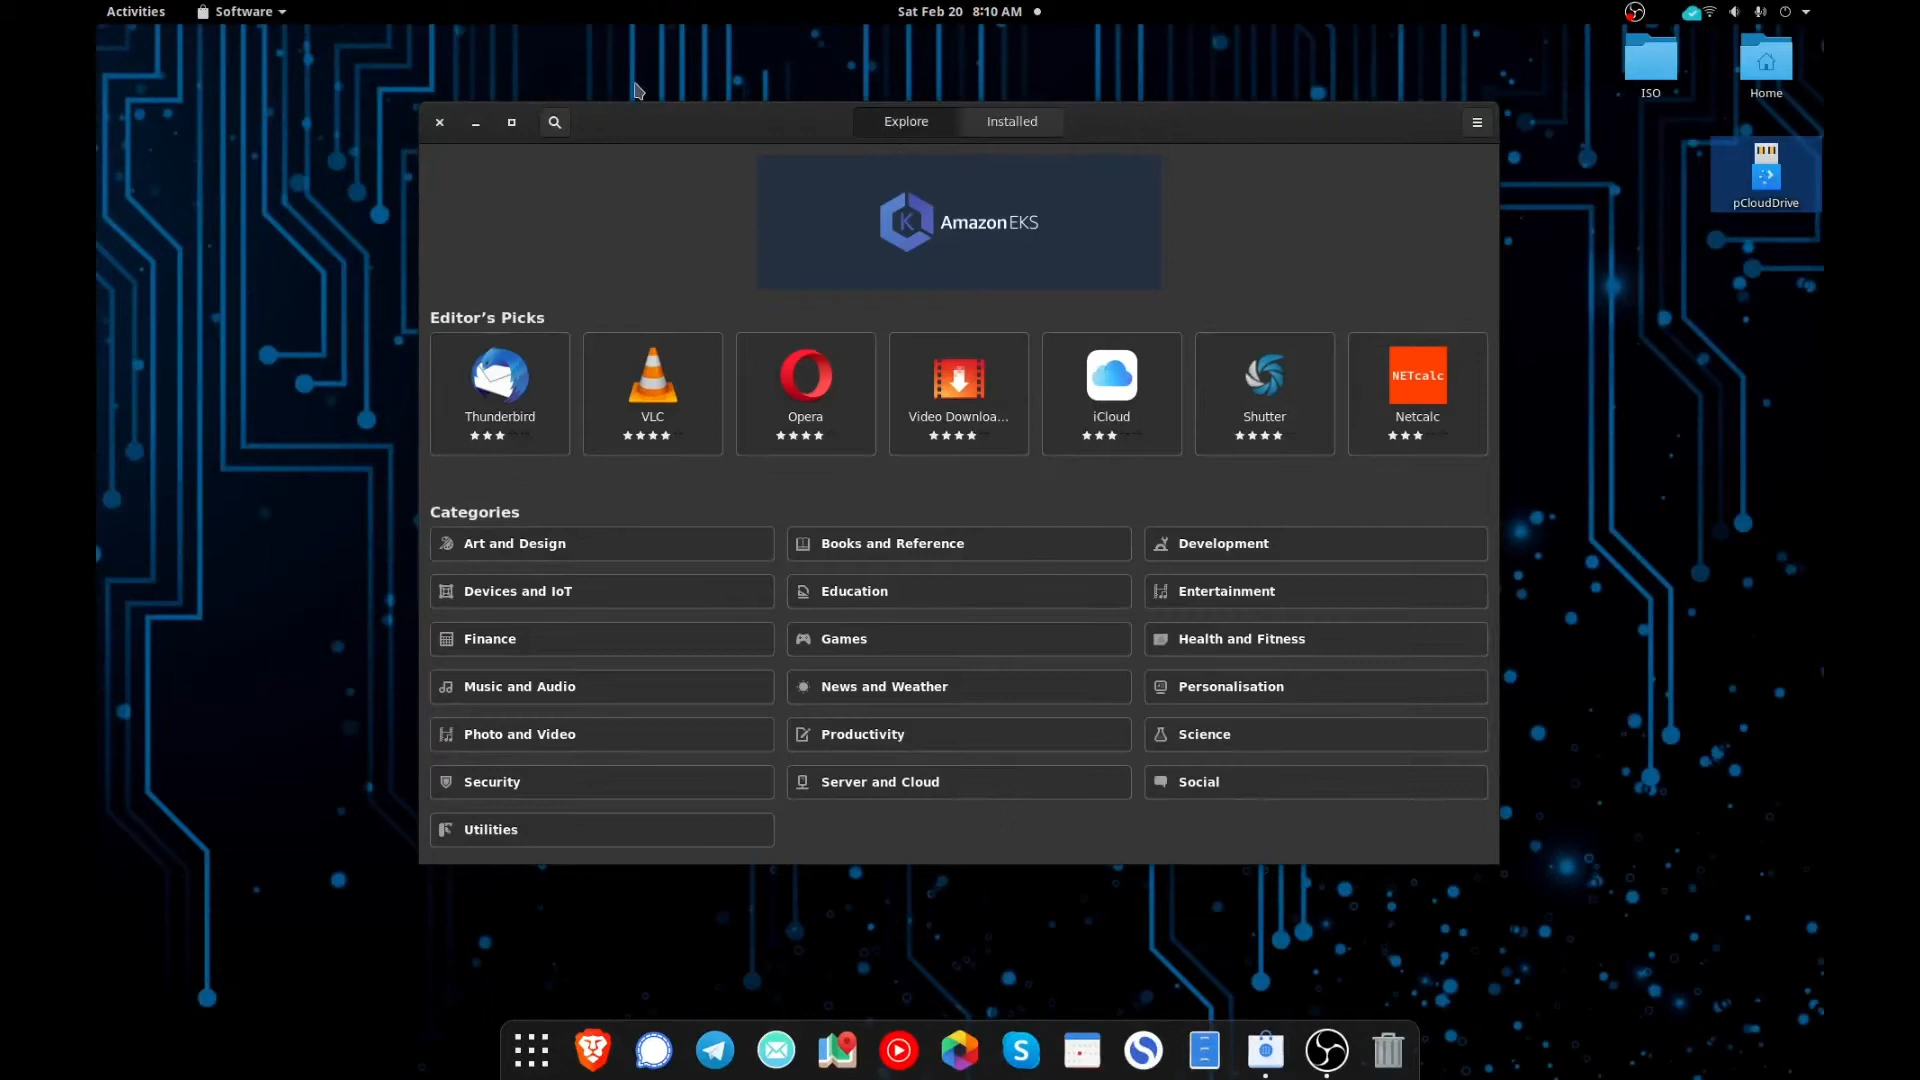 Activities Software Sat Feb 20 8:10 AM
ISO Home
pCloudDrive
Explore Installed
K Amazon EKS
Editor's Picks
NETcalc
Thunderbird VLC Opera Video Downloa... iCloud Shutter Netcalc
Categories
Art and Design Books and Reference Development
Devices and IoT Education Entertainment
Finance Games Health and Fitness
Music and Audio News and Weather Personalisation
Photo and Video Productivity Science
Security Server and Cloud Social
Utilities
S